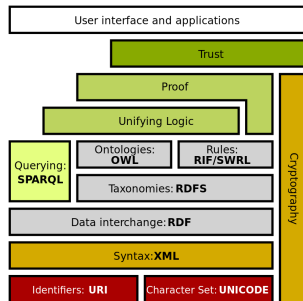 User interface and applications
Trust
Proof
Unifying Logic
Querying:
SPARQL
Ontologies:
OWL
Rules:
RIF/SWRL
Taxonomies: RDFS
Data interchange: RDF
Syntax: XML
Identifiers: URI
Character Set: UNICODE
Cryptography